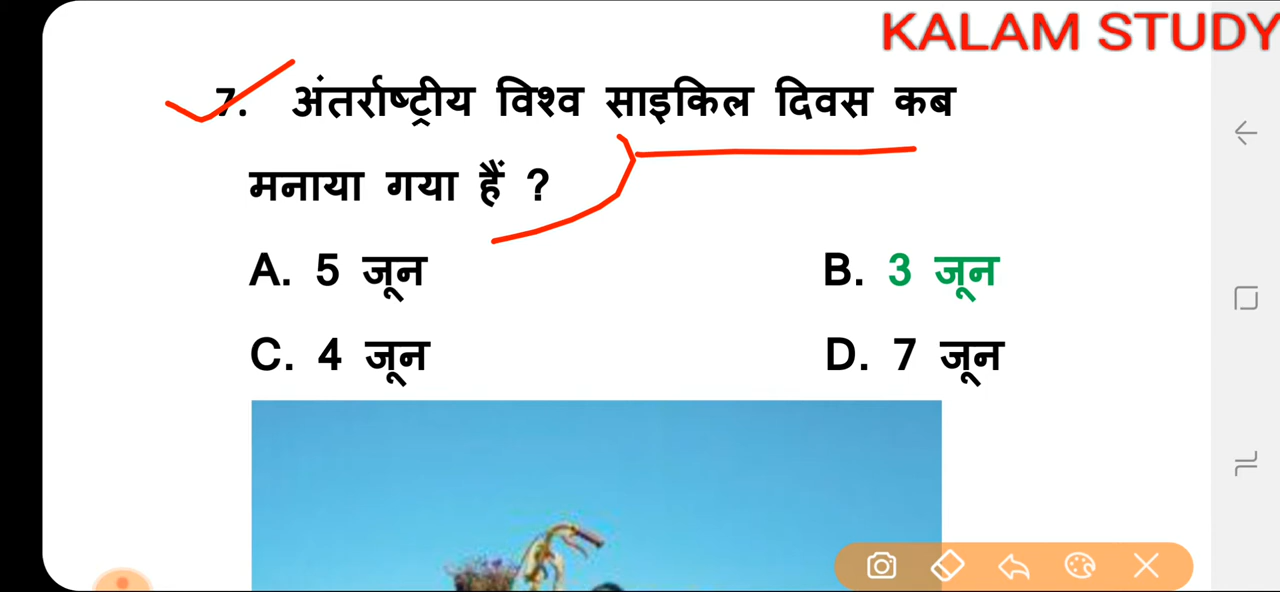 KALAM STUDY
7. अंतर्राष्ट्रीय विश्व साइकिल दिवस कब
मनाया गया हैं ?
A. 5 जून B. 3 जून
C. 4 जून D. 7 जून